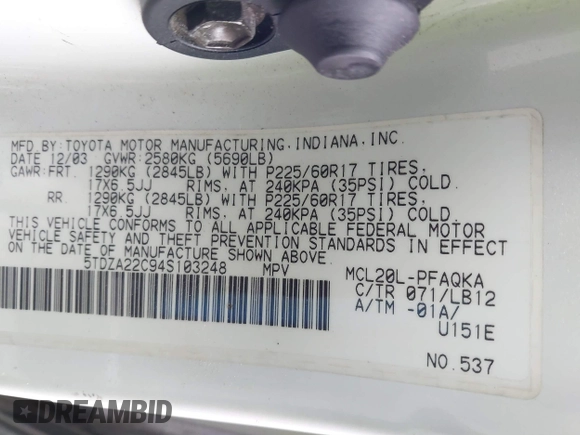 MFD BY: TOYOTA MOTOR MANUFACTURING, INDIANA, INC.
DATE 12/03 GVWR: 2580KG (5690LB)
GAWR: FRT. 1290KG (2845LB) WITH P225/60R17 TIRES,
17X6.5JJ RIMS, AT 240KPA (35PSI) COLD.
RR. 1290KG (2845LB) WITH P225/60R17 TIRES,
17X6.5JJ RIMS, AT 240KPA (35PSI) COLD.
THIS VEHICLE CONFORMS TO ALL APPLICABLE FEDERAL MOTOR
VEHICLE SAFETY AND THEFT PREVENTION STANDARDS IN EFFECT
ON THE DATE OF MANUFACTURE SHOWN ABOVE.
5TDZA22C94S103248 MPV MCL20L-PFAQKA
C/TR 071/LB12
A/TM -01A/
U151E
NO.537
DREAMBID